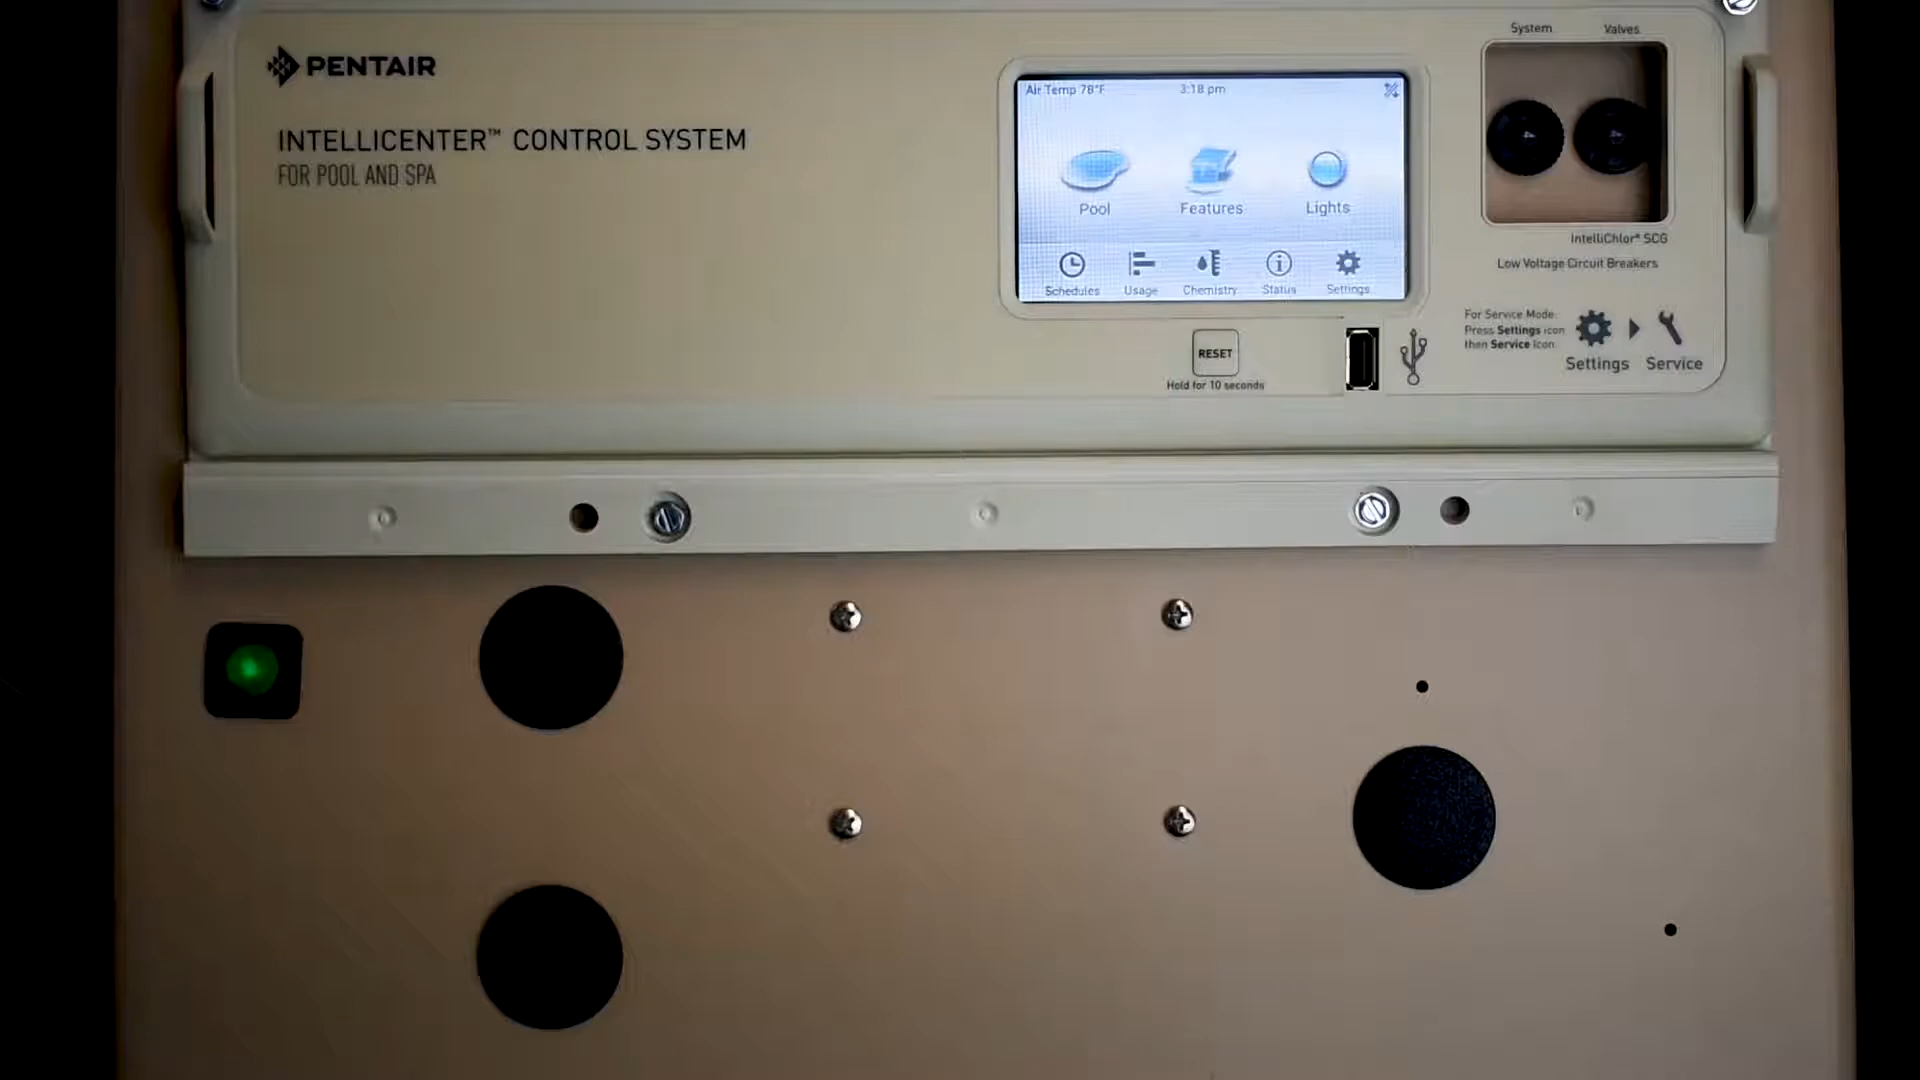 PENTAIR
INTELLICENTER™ CONTROL SYSTEM
FOR POOL AND SPA
Air Temp 78°F
3:18 pm
Pool
Features
Lights
Schedules
Usage
Chemistry
Status
Settings
RESET
Hold for 10 seconds
System
Valves
IntelliChlor® SCG
Low Voltage Circuit Breakers
For Service Mode:
Press Settings icon
then Service icon.
Settings
Service